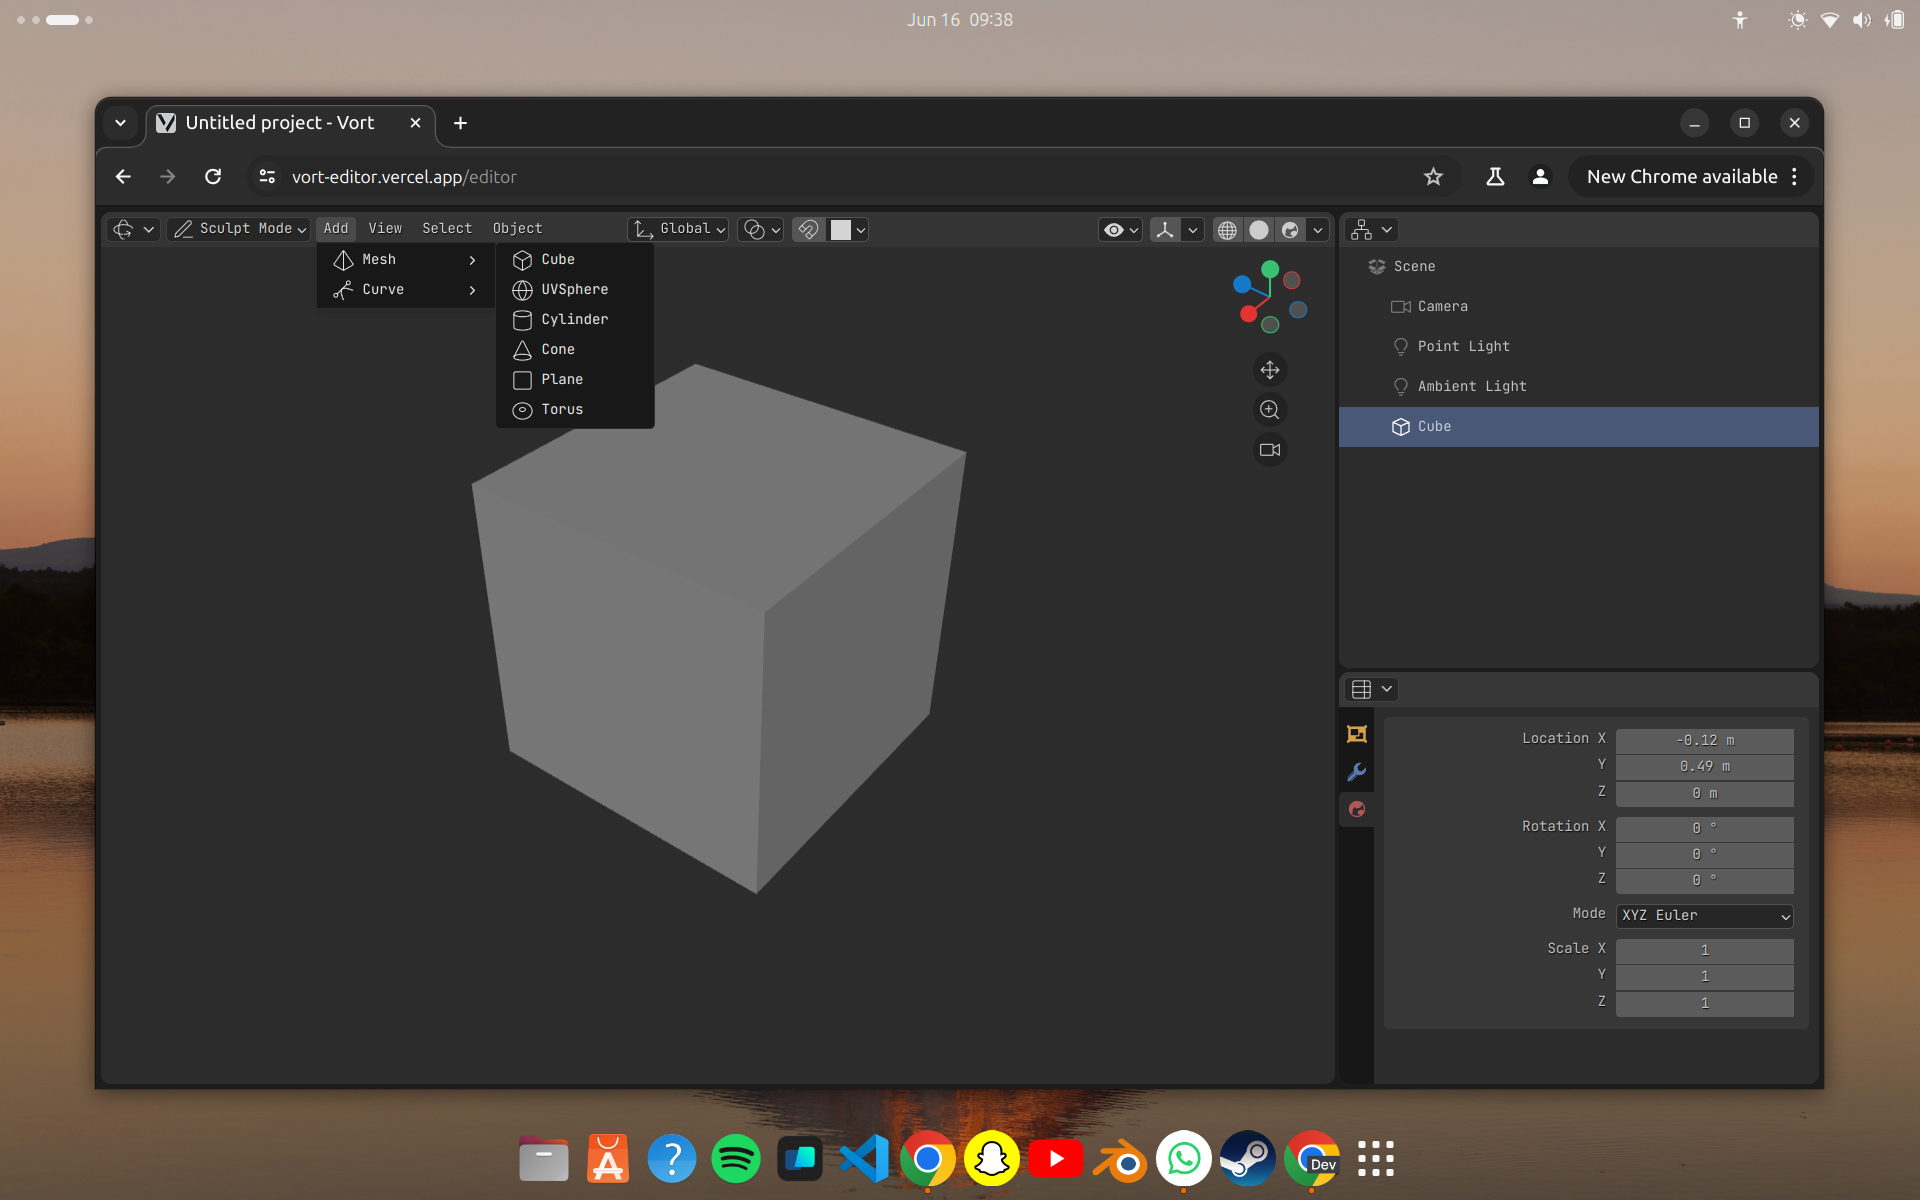 Jun 16 09:38
Untitled project - Vort
vort-editor.vercel.app/editor
New Chrome available
Sculpt Mode
Add
View
Select
Object
Global
Mesh
Curve
Cube
UVSphere
Cylinder
Cone
Plane
Torus
Scene
Camera
Point Light
Ambient Light
Cube
Location X -0.12 m
Y 0.49 m
Z 0 m
Rotation X 0 °
Y 0 °
Z 0 °
Mode XYZ Euler
Scale X 1
Y 1
Z 1
?
Dev